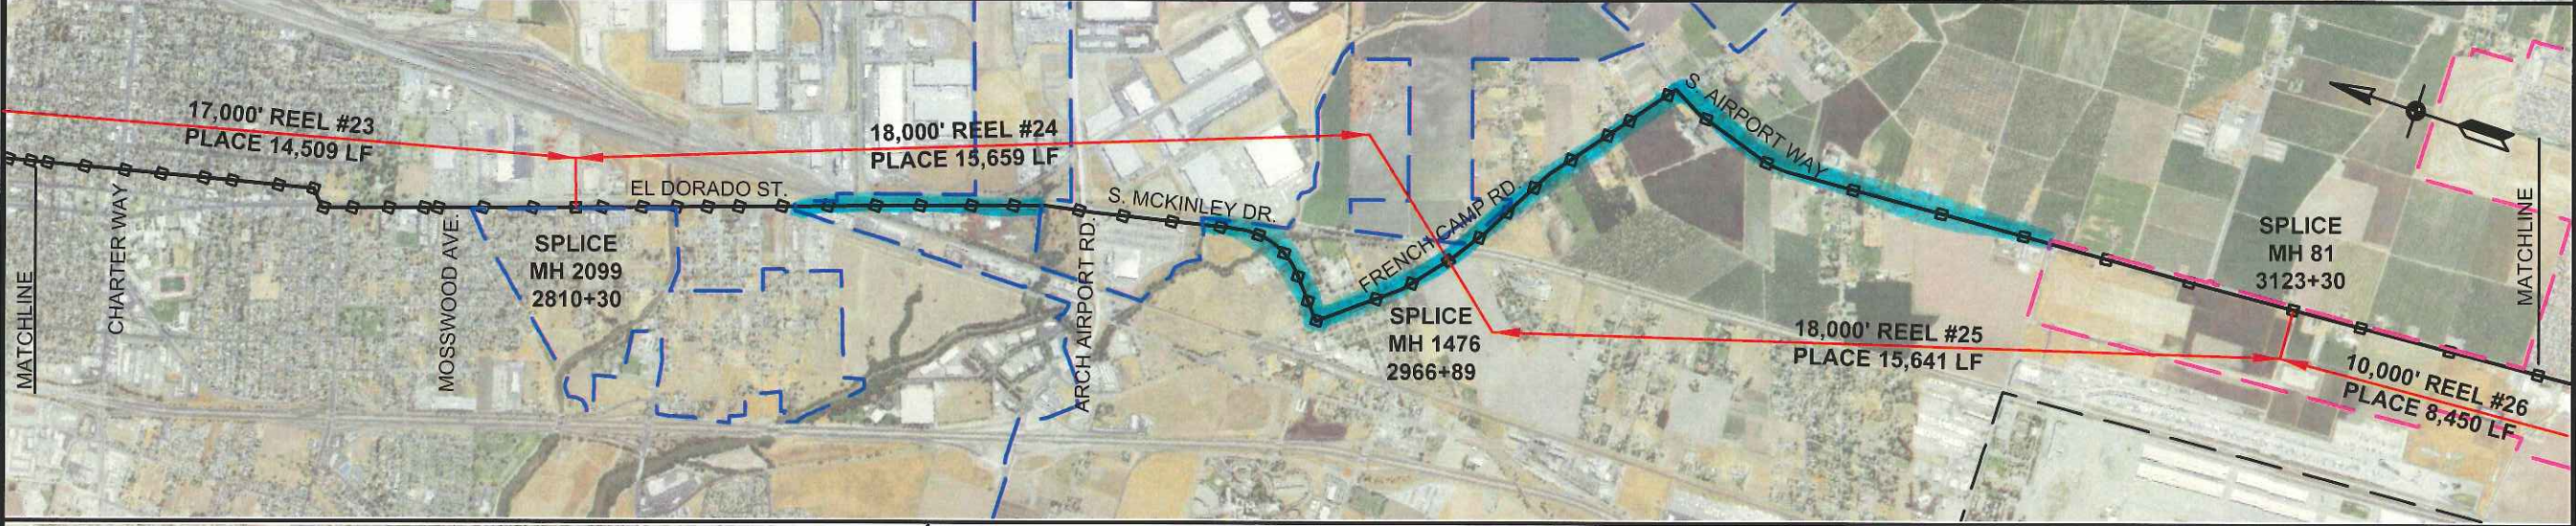 17,000' REEL #23
PLACE 14,509 LF
18,000' REEL #24
PLACE 15,659 LF
S. AIRPORT WAY
EL DORADO ST.
S. MCKINLEY DR.
FRENCH CAMP RD.
MATCHLINE
CHARTER WAY
MOSSWOOD AVE.
SPLICE
MH 2099
2810+30
ARCH AIRPORT RD.
SPLICE
MH 1476
2966+89
18,000' REEL #25
PLACE 15,641 LF
SPLICE
MH 81
3123+30
MATCHLINE
10,000' REEL #26
PLACE 8,450 LF